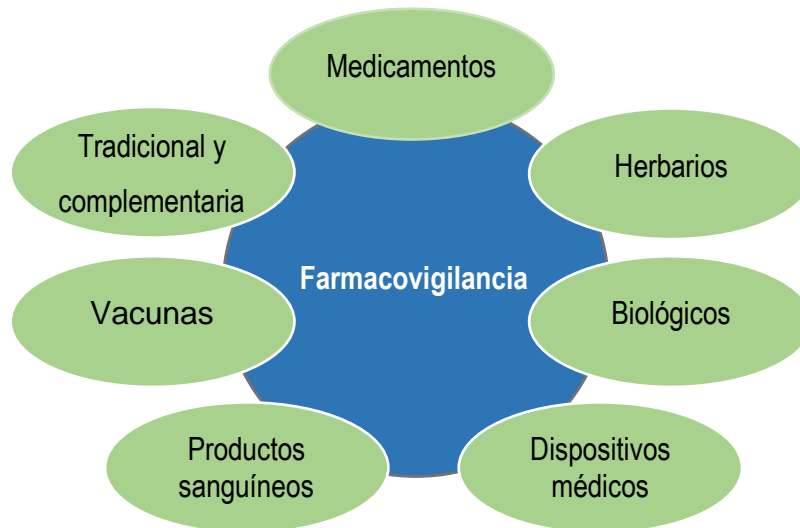 Medicamentos
Tradicional y
complementaria
Herbarios
Farmacovigilancia
Vacunas
Biológicos
Productos
sanguíneos
Dispositivos
médicos